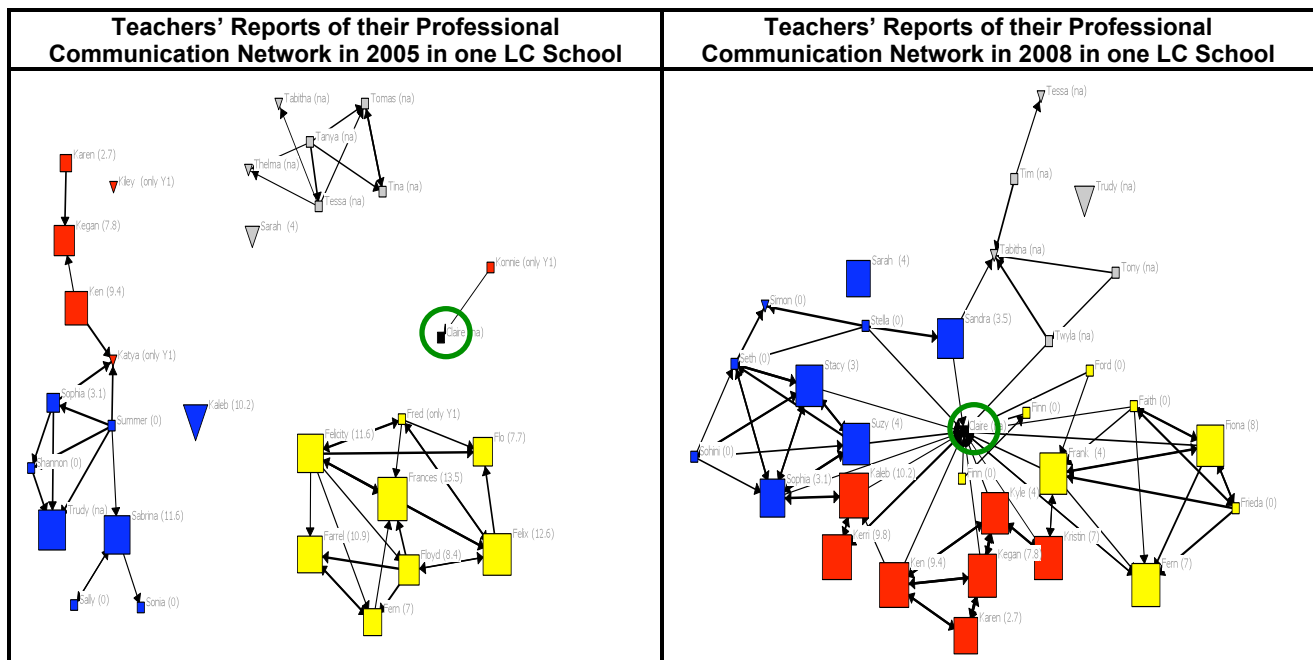 Teachers’ Reports of their Professional
Communication Network in 2005 in one LC School
Teachers’ Reports of their Professional
Communication Network in 2008 in one LC School
Tabitha (na)
Tomas (na)
Tanya (na)
Karen (2.7)
Kiley (only Y1)
Thelma (na)
Tina (na)
Tessa (na)
Kegan (7.8)
Sarah (4)
Konnie (only Y1)
Ken (9.4)
Claire (na)
Katya (only Y1)
Sophia (3.1)
Kaleb (10.2)
Summer (0)
Fred (only Y1)
Felicity (11.6)
Flo (7.7)
Shannon (0)
Frances (13.5)
Trudy (na)
Sabrina (11.6)
Farrel (10.9)
Floyd (8.4)
Felix (12.6)
Sally (0)
Sonia (0)
Fern (7)
Tessa (na)
Tim (na)
Trudy (na)
Tabitha (na)
Sarah (4)
Tony (na)
Simon (0)
Stella (0)
Sandra (3.5)
Twyla (na)
Seth (0)
Stacy (3)
Ford (0)
Finn (0)
Faith (0)
Suzy (4)
Claire
Fiona (8)
Sohini (0)
Sophia (3.1)
Kaleb (10.2)
Finn (0)
Frank (4)
Kyle (4)
Frieda (0)
Kem (9.8)
Kristin (7)
Ken (9.4)
Kegan (7.8)
Fern (7)
Karen (2.7)